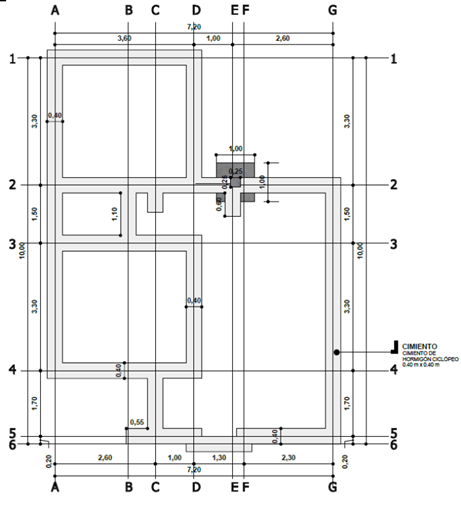 A B C D E F G
7,20
3,60 1,00 2,60
1 1
0,40
3,30 3,30
1,00
0,25
0,25 1,00
2 2
0,60
1,50 1,10 1,50
3 3
10,00 10,00
3,30 0,40 3,30
CIMIENTO
CIMIENTO DE
HORMIGÓN CICLÓPEO
0.40 m x 0.40 m
0,40
4 4
1,70 1,70
0,55 0,40
5 5
6 6
0,20 0,20
2,60 1,00 1,30 2,30
7,20
A B C D E F G